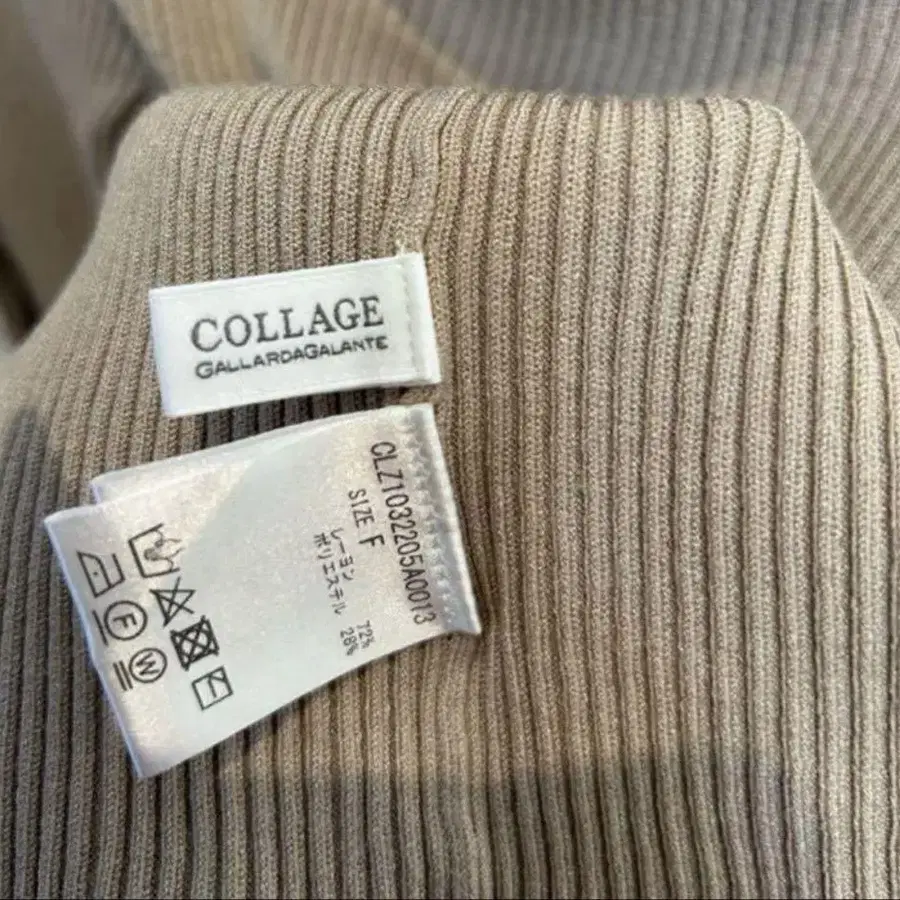 COLLAGE
GALLARDAGALANTE
CLZ1032205A0013
SIZE F
レーヨン 72%
ポリエステル 28%
F
W